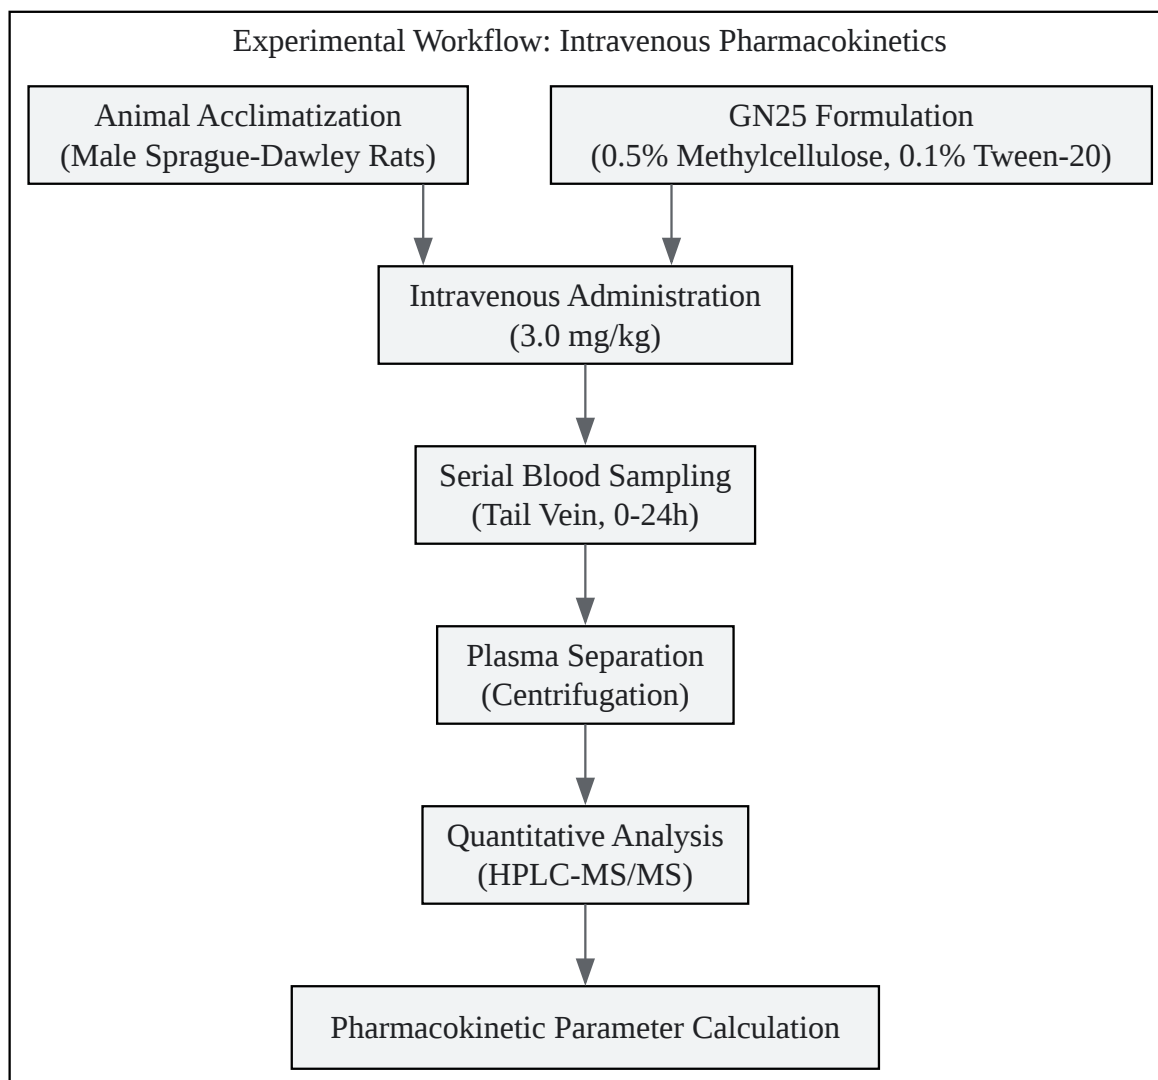 Experimental Workflow: Intravenous Pharmacokinetics
Animal Acclimatization
(Male Sprague-Dawley Rats)
GN25 Formulation
(0.5% Methylcellulose, 0.1% Tween-20)
Intravenous Administration
(3.0 mg/kg)
Serial Blood Sampling
(Tail Vein, 0-24h)
Plasma Separation
(Centrifugation)
Quantitative Analysis
(HPLC-MS/MS)
Pharmacokinetic Parameter Calculation